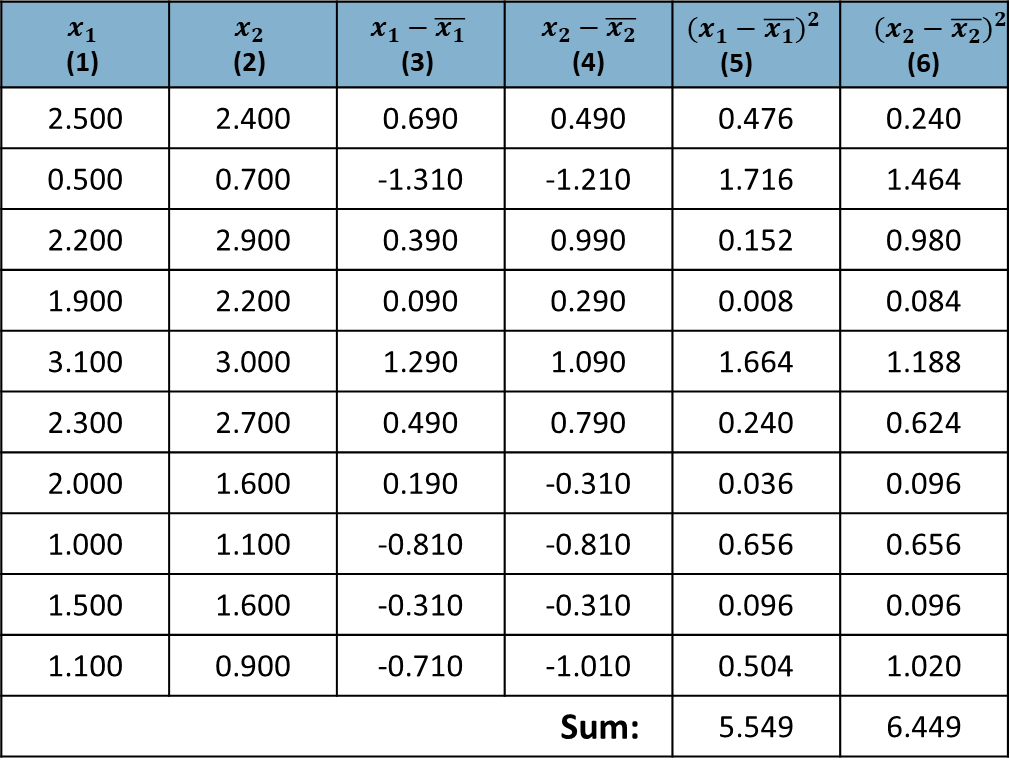 x₁ x₂ x₁ − x̅₁ x₂ − x̅₂ (x₁ − x̅₁)² (x₂ − x̅₂)²
(1) (2) (3) (4) (5) (6)
2.500 2.400 0.690 0.490 0.476 0.240
0.500 0.700 -1.310 -1.210 1.716 1.464
2.200 2.900 0.390 0.990 0.152 0.980
1.900 2.200 0.090 0.290 0.008 0.084
3.100 3.000 1.290 1.090 1.664 1.188
2.300 2.700 0.490 0.790 0.240 0.624
2.000 1.600 0.190 -0.310 0.036 0.096
1.000 1.100 -0.810 -0.810 0.656 0.656
1.500 1.600 -0.310 -0.310 0.096 0.096
1.100 0.900 -0.710 -1.010 0.504 1.020
Sum: 5.549 6.449